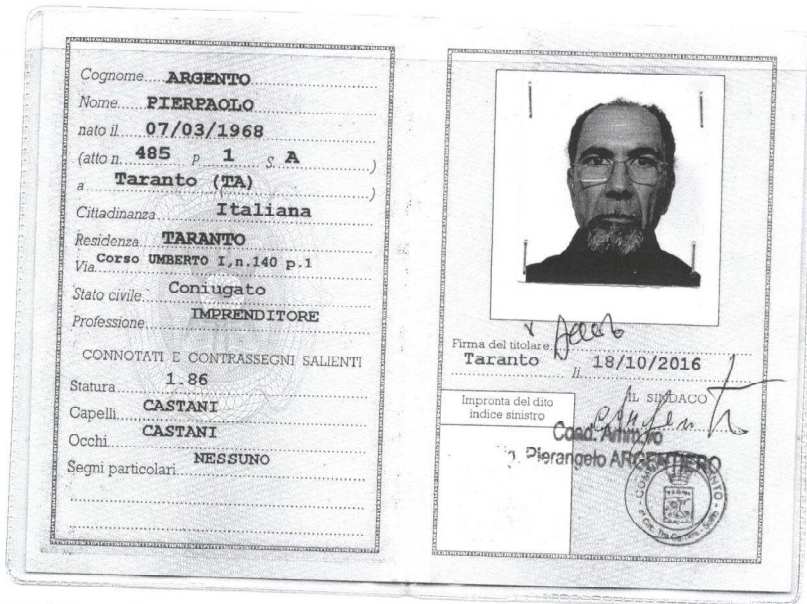 Cognome.....ARGENTO
Nome.....PIERPAOLO
nato il.....07/03/1968
(atto n. 485 P 1 S A )
a Taranto (TA) )
Cittadinanza.....Italiana
Residenza.....TARANTO
Via Corso UMBERTO I,n.140 p.1
Stato civile.....Coniugato
Professione.....IMPRENDITORE
CONNOTATI E CONTRASSEGNI SALIENTI
Statura.....1.86
Capelli.....CASTANI
Occhi.....CASTANI
Segni particolari.....NESSUNO
Firma del titolare
Taranto li 18/10/2016
IL SINDACO
Impronta del dito
indice sinistro
Pierangelo ARGENTIERO